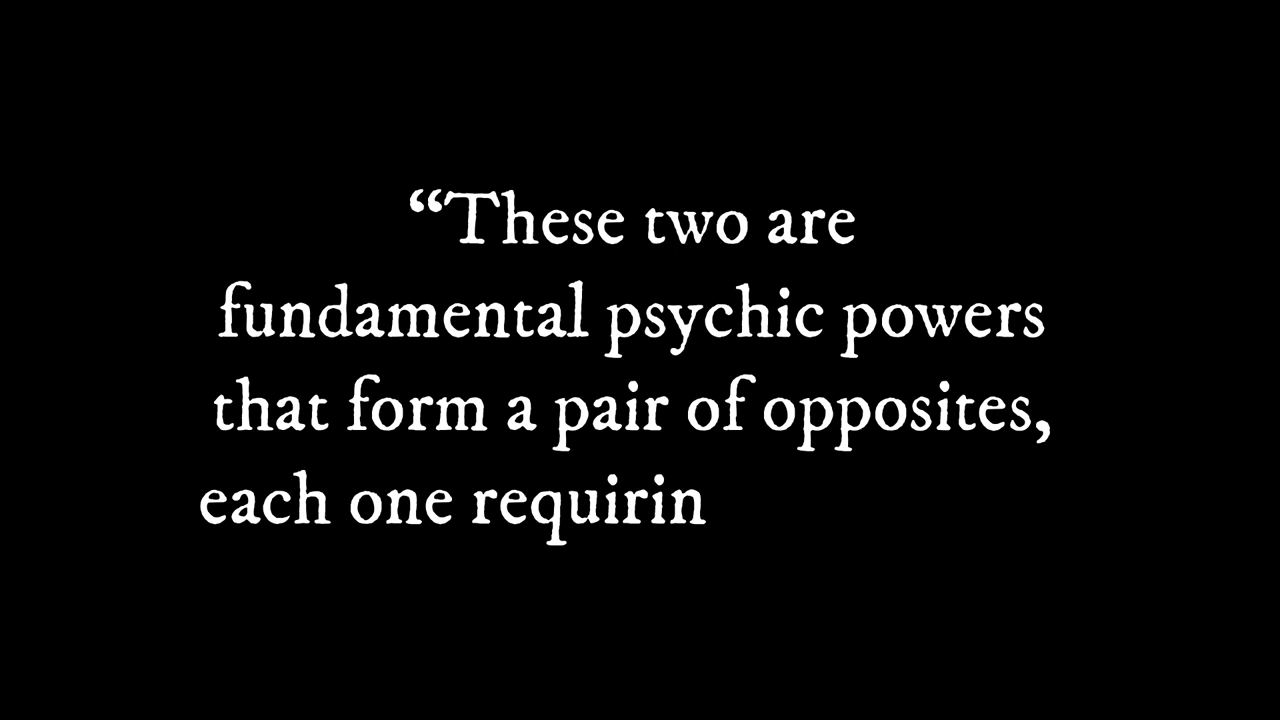 “These two are
fundamental psychic powers
that form a pair of opposites,
each one requirin